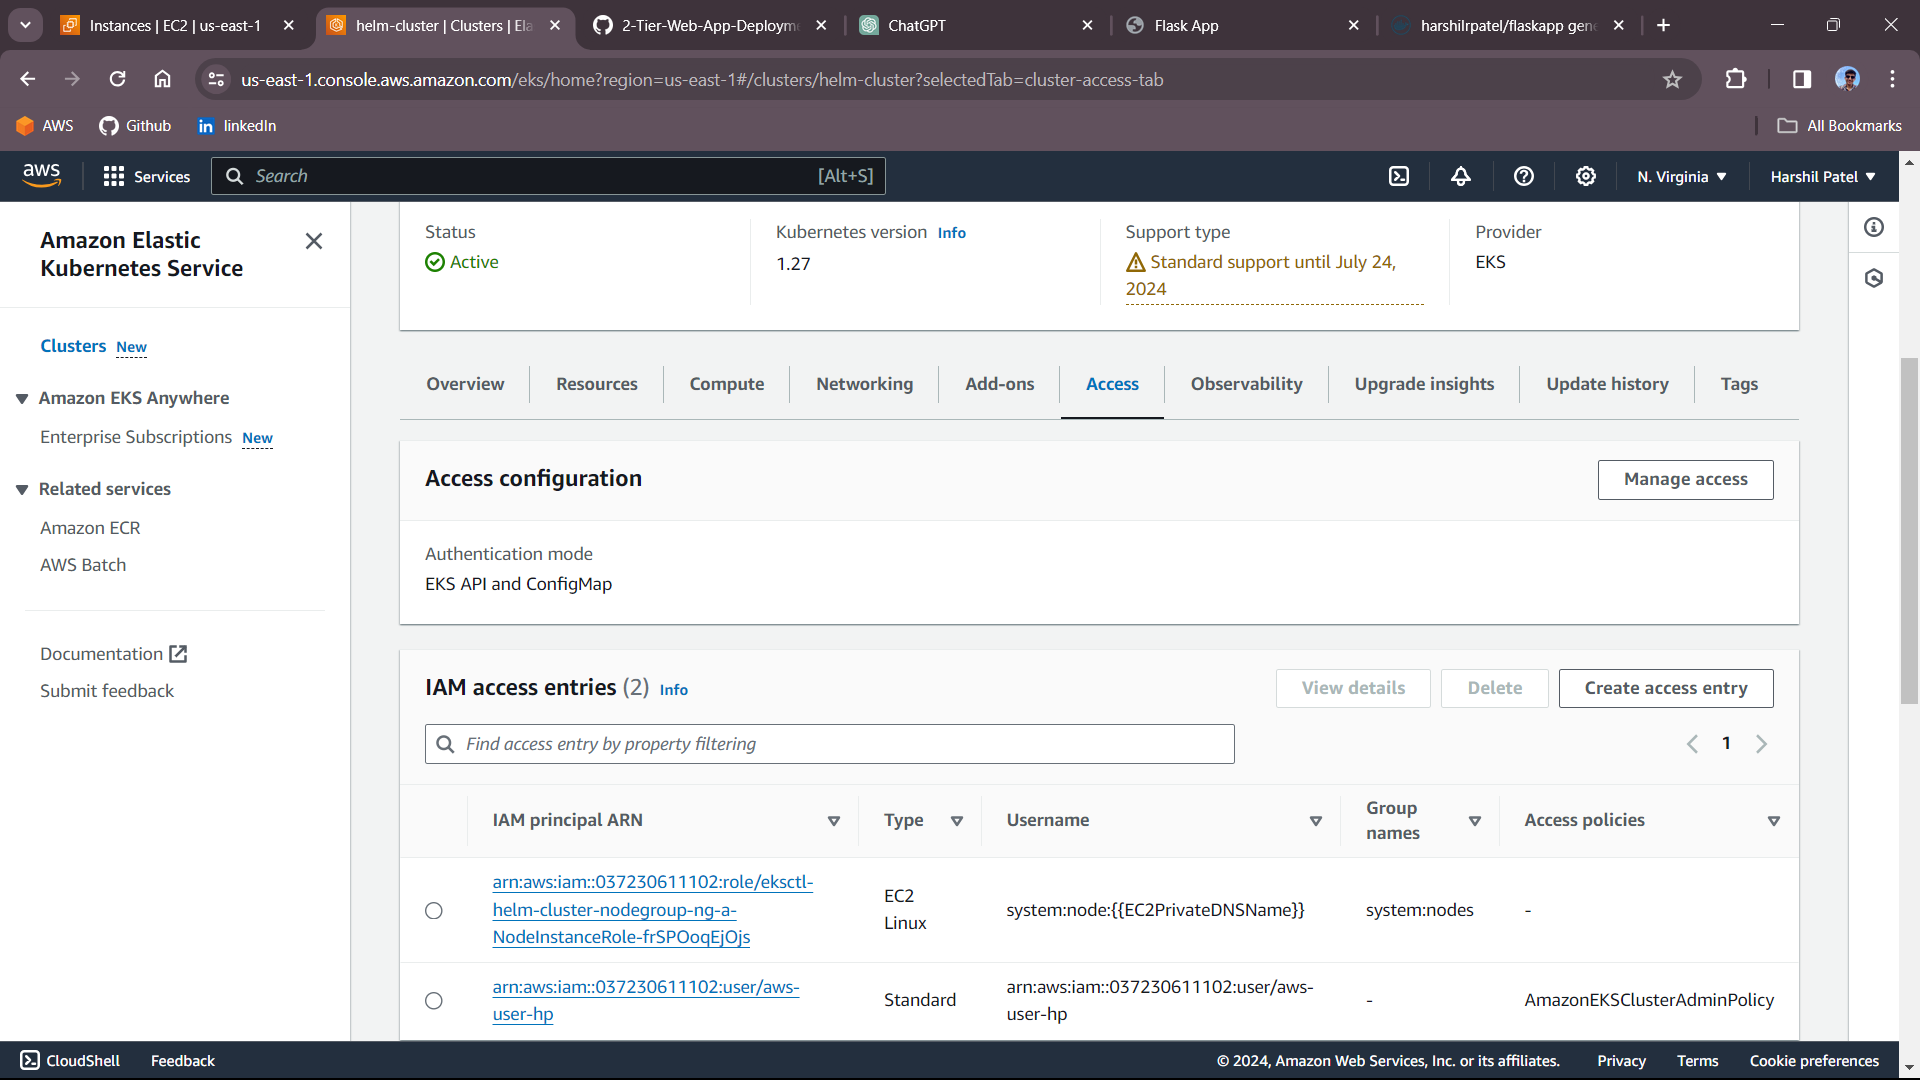 Instances | EC2 | us-east-1
helm-cluster | Clusters | Ela
2-Tier-Web-App-Deployme
ChatGPT
Flask App
harshilrpatel/flaskapp gene
us-east-1.console.aws.amazon.com/eks/home?region=us-east-1#/clusters/helm-cluster?selectedTab=cluster-access-tab
AWS Github linkedIn All Bookmarks
aws Services Search [Alt+S] N. Virginia Harshil Patel
Amazon Elastic
Kubernetes Service
Clusters New
Amazon EKS Anywhere
Enterprise Subscriptions New
Related services
Amazon ECR
AWS Batch
Documentation
Submit feedback
Status
Active
Kubernetes version Info
1.27
Support type
Standard support until July 24,
2024
Provider
EKS
Overview Resources Compute Networking Add-ons Access Observability Upgrade insights Update history Tags
Access configuration
Manage access
Authentication mode
EKS API and ConfigMap
IAM access entries (2) Info
View details Delete Create access entry
Find access entry by property filtering
1
IAM principal ARN
Type
Username
Group
names
Access policies
arn:aws:iam::037230611102:role/eksctl-
helm-cluster-nodegroup-ng-a-
NodeInstanceRole-frSPOoqEjOjs
EC2
Linux
system:node:{{EC2PrivateDNSName}}
system:nodes
-
arn:aws:iam::037230611102:user/aws-
user-hp
Standard
arn:aws:iam::037230611102:user/aws-
user-hp
-
AmazonEKSClusterAdminPolicy
CloudShell Feedback © 2024, Amazon Web Services, Inc. or its affiliates. Privacy Terms Cookie preferences